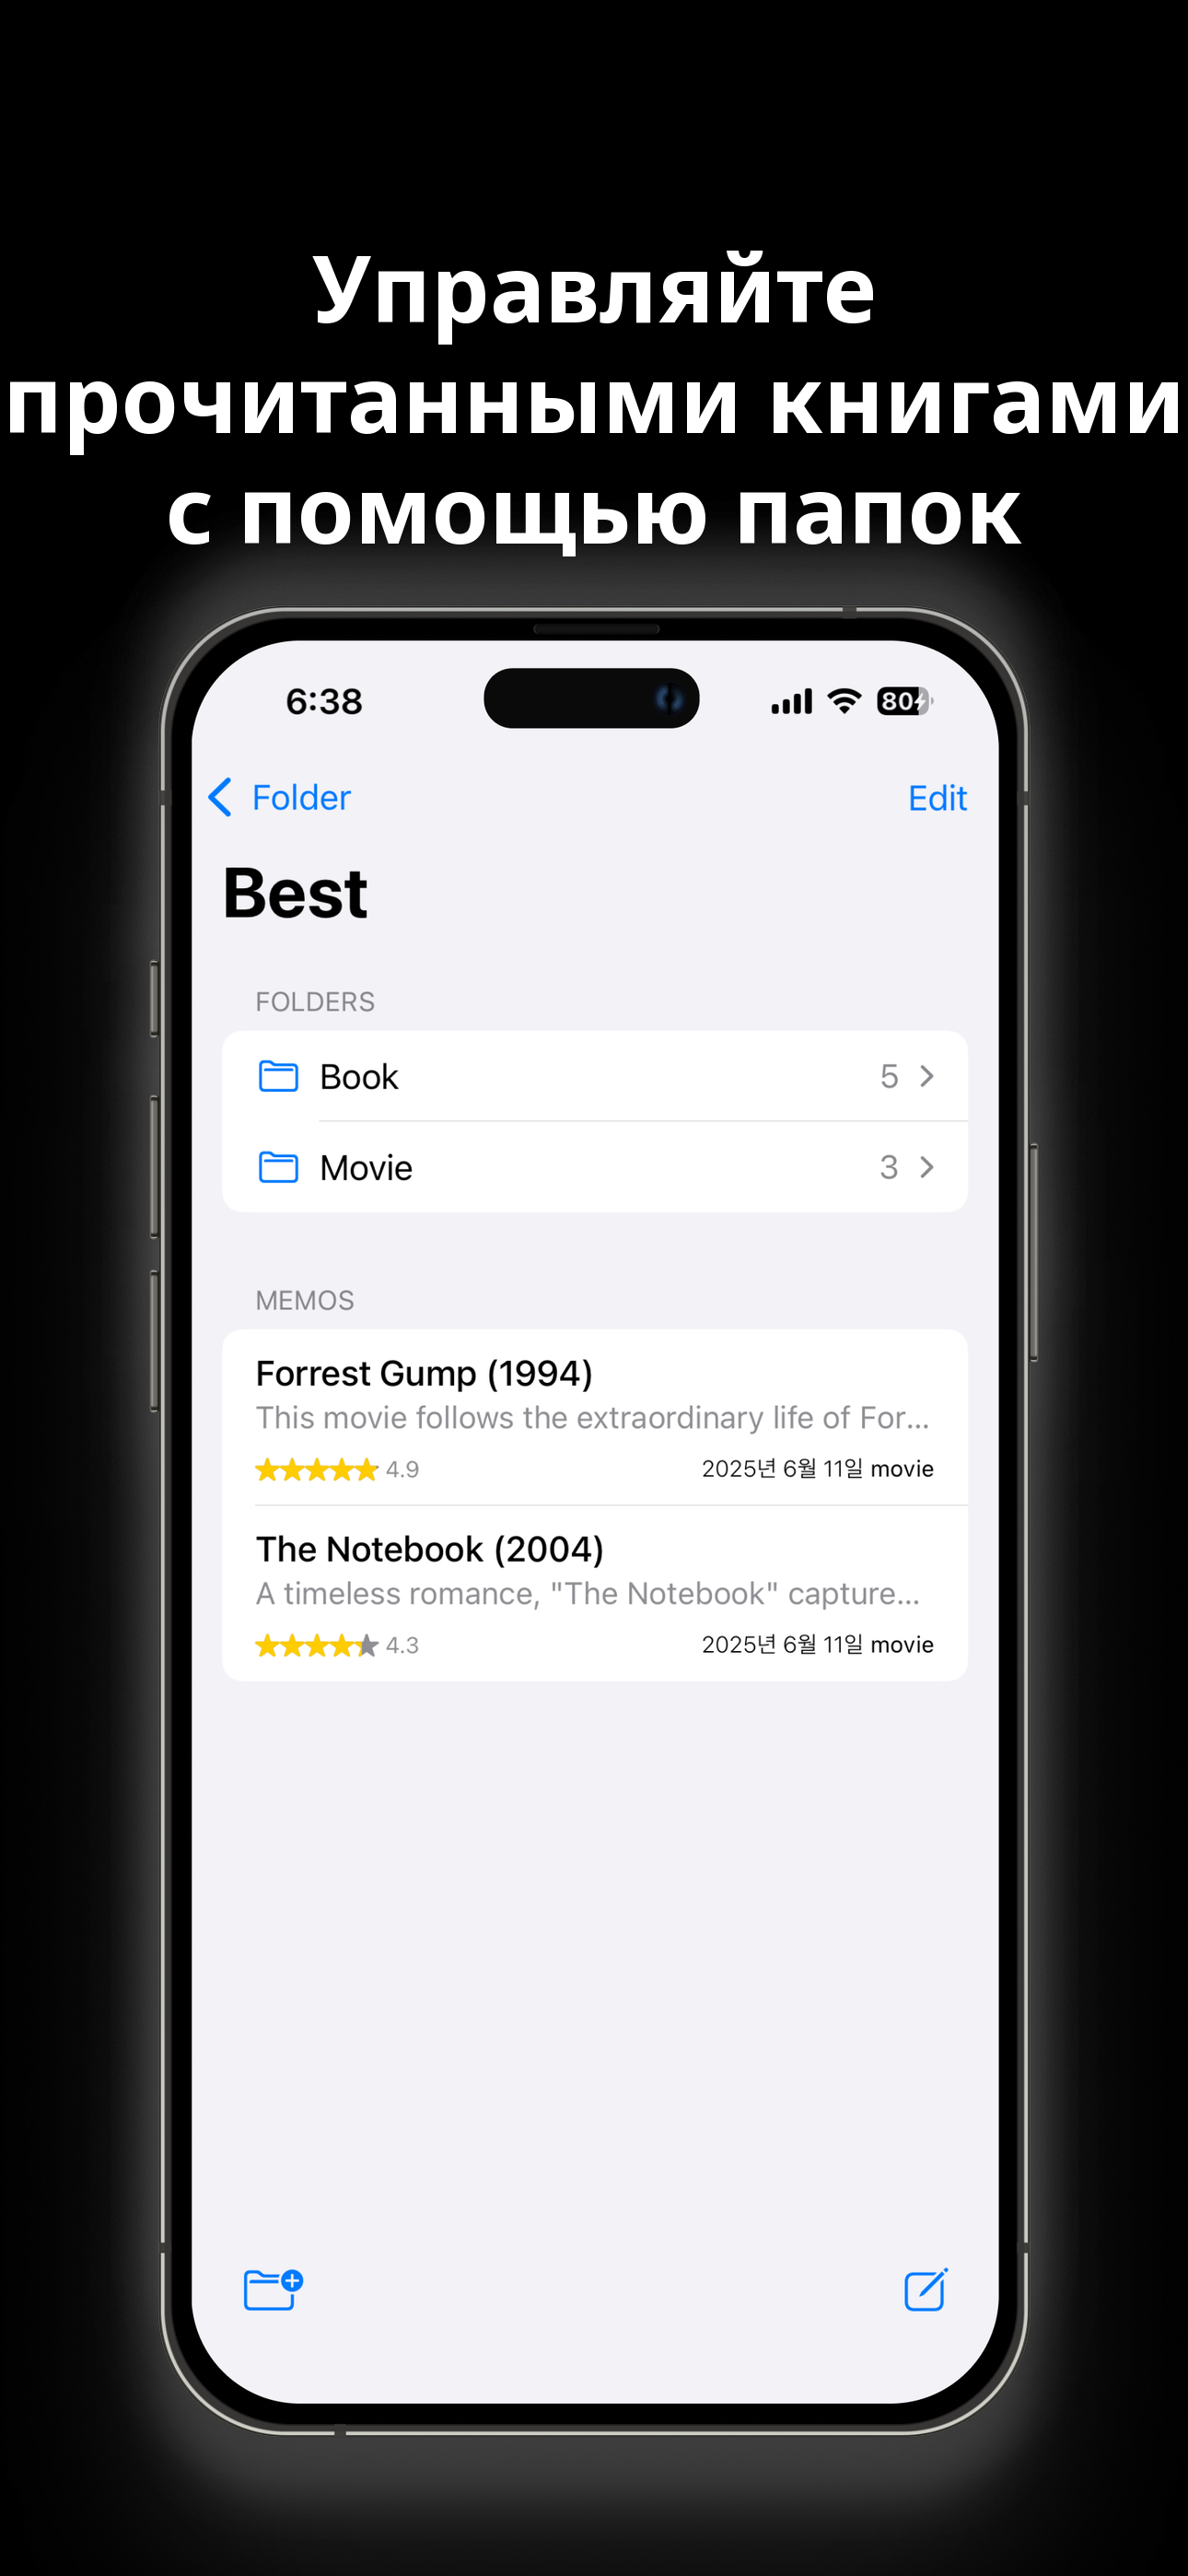 Управляйте
прочитанными книгами
с помощью папок
6:38
80
Folder
Edit
Best
FOLDERS
Book 5
Movie 3
MEMOS
Forrest Gump (1994)
This movie follows the extraordinary life of For...
4.9 2025년 6월 11일 movie
The Notebook (2004)
A timeless romance, "The Notebook" capture...
4.3 2025년 6월 11일 movie